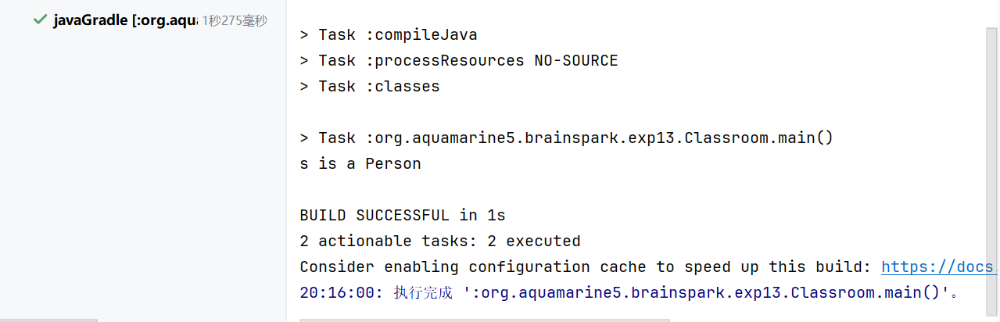 javaGradle [:org.aqua 1秒275毫秒
> Task :compileJava
> Task :processResources NO-SOURCE
> Task :classes
> Task :org.aquamarine5.brainspark.exp13.Classroom.main()
s is a Person
BUILD SUCCESSFUL in 1s
2 actionable tasks: 2 executed
Consider enabling configuration cache to speed up this build: https://docs.
20:16:00: 执行完成 ':org.aquamarine5.brainspark.exp13.Classroom.main()'。